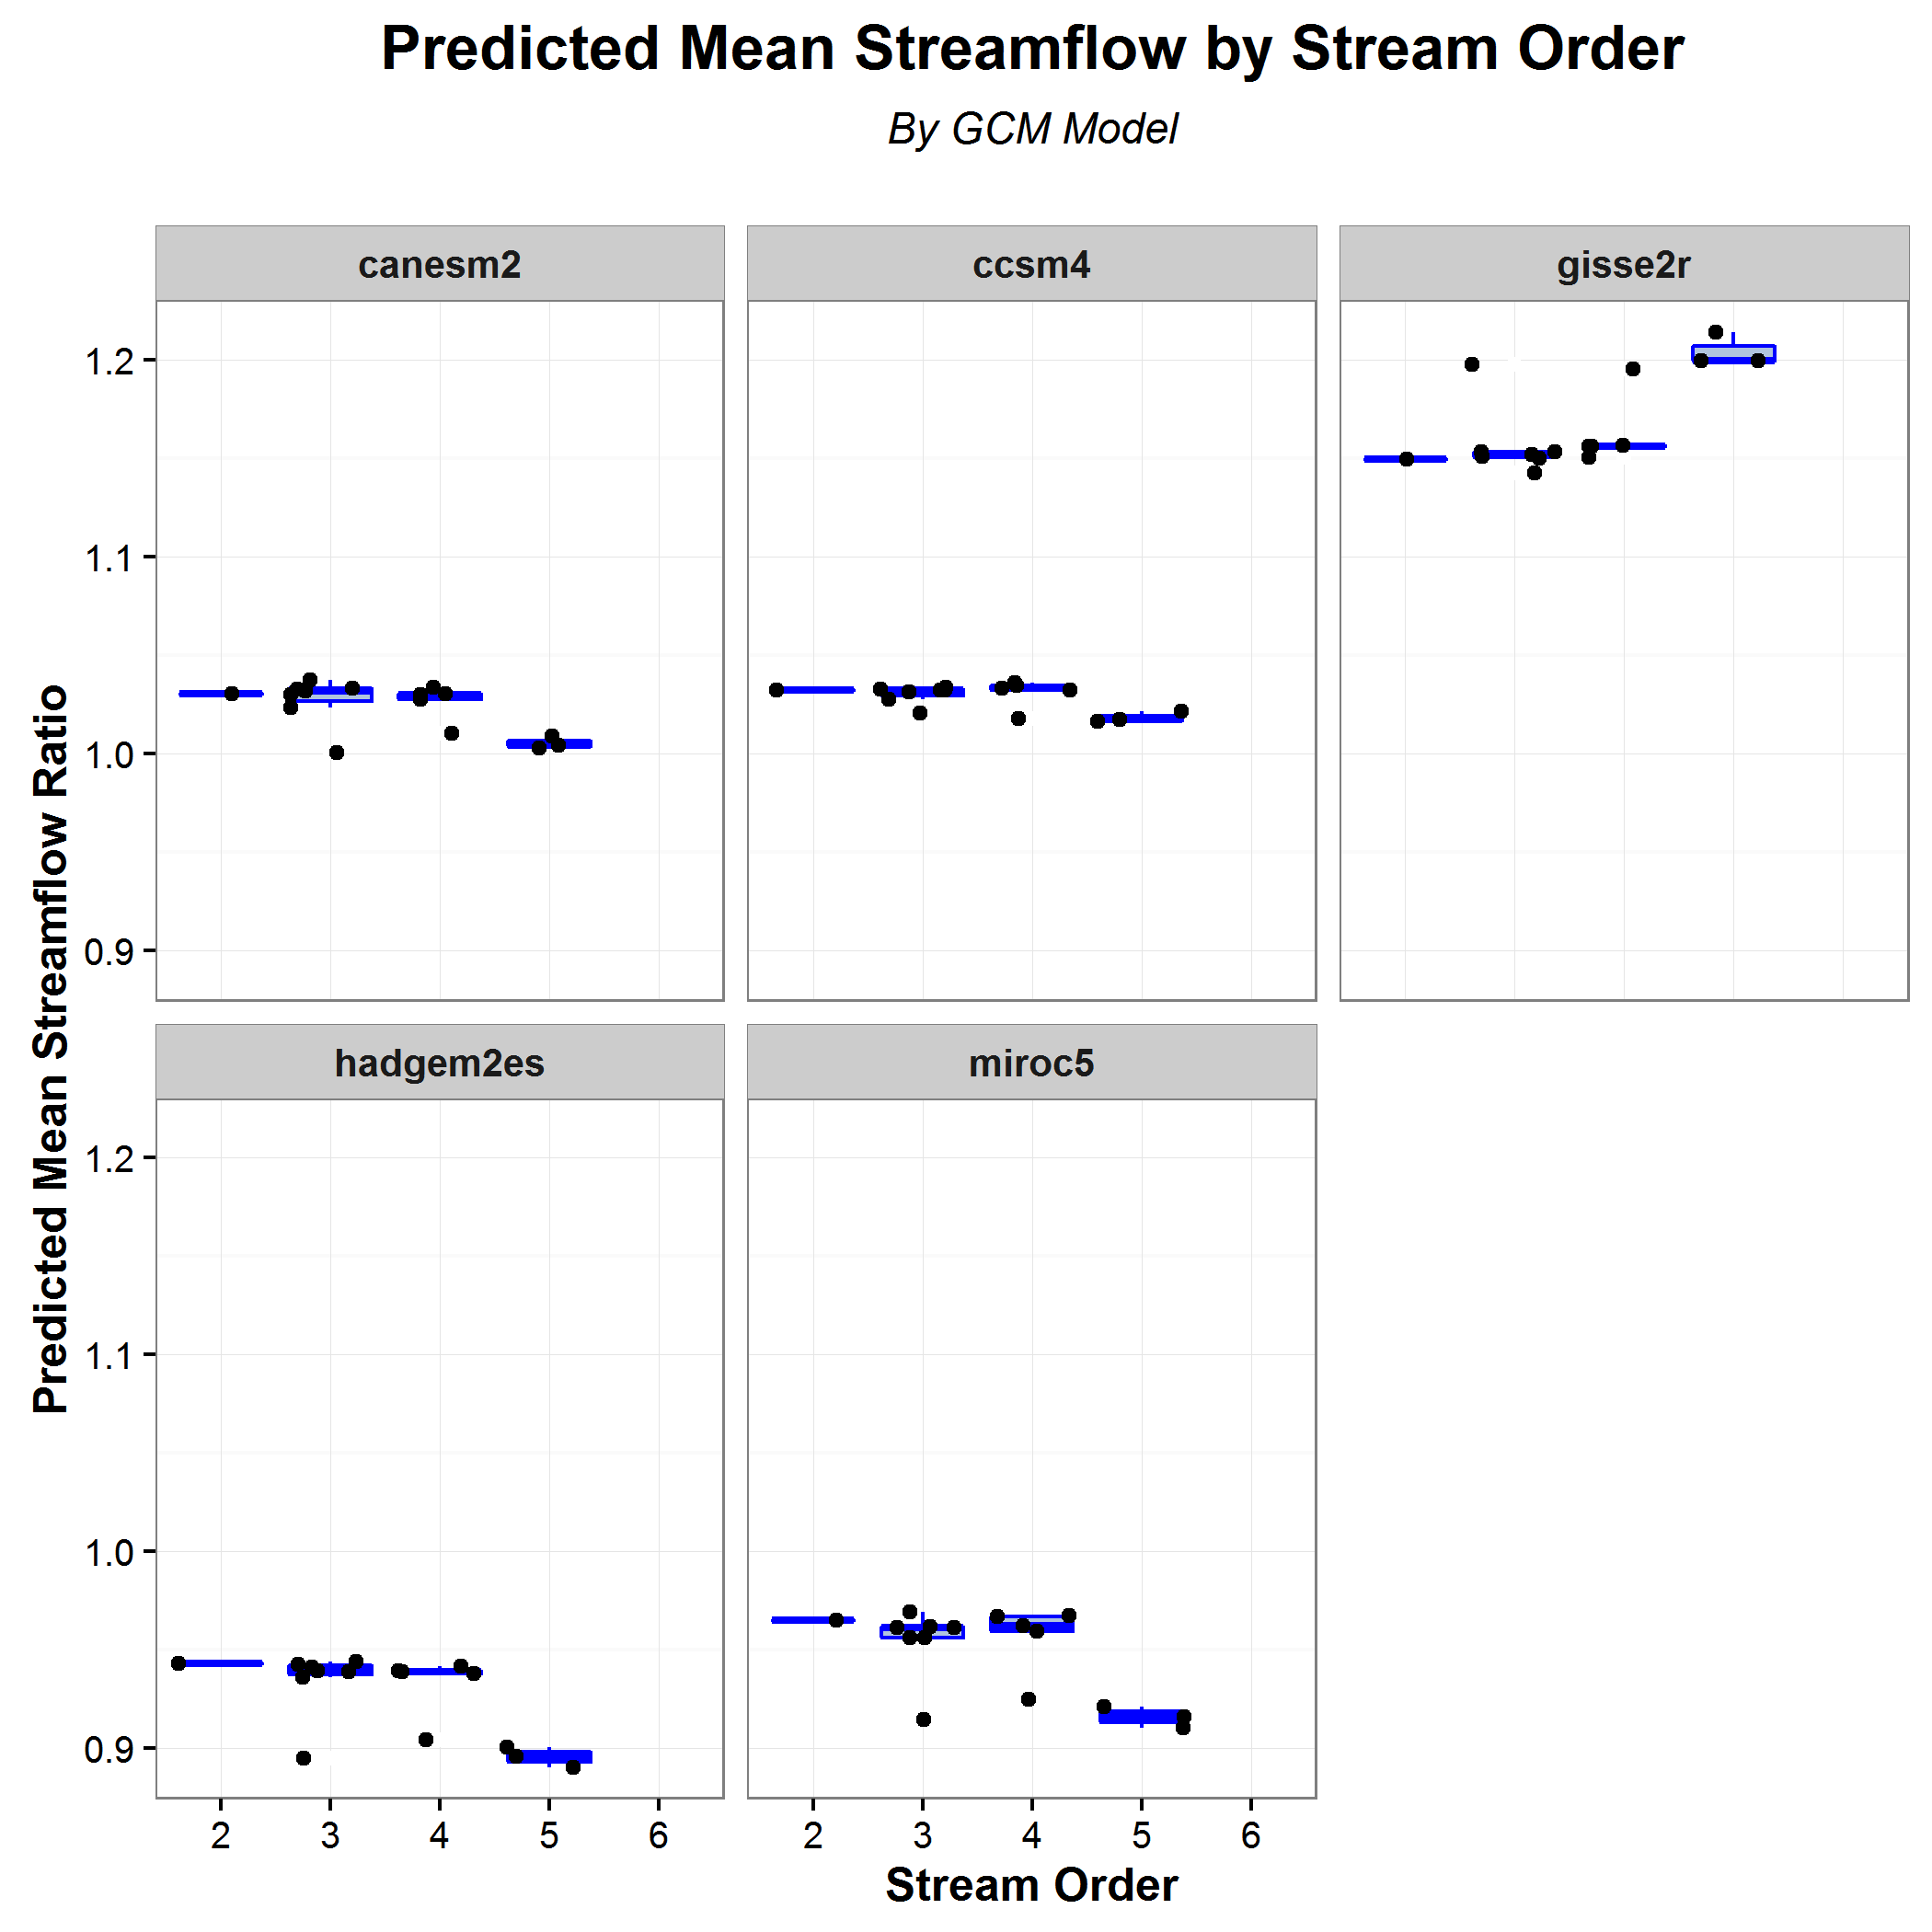 Predicted Mean Streamflow by Stream Order
By GCM Model
canesm2
ccsm4
gisse2r
1.2
1.1
1.0
0.9
Predicted Mean Streamflow Ratio
hadgem2es
miroc5
1.2
1.1
1.0
0.9
2 3 4 5 6
2 3 4 5 6
Stream Order